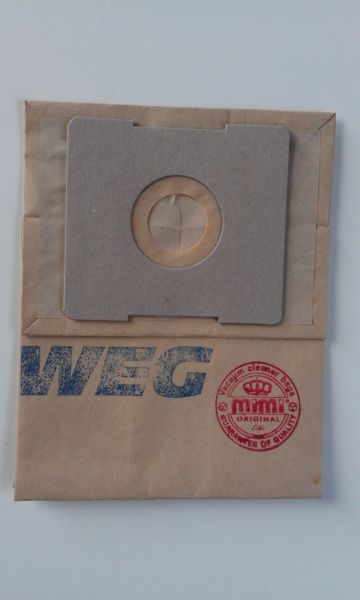 WEG
Vacuum cleaner bags
mimi®
ORIGINAL
GUARANTEE OF QUALITY